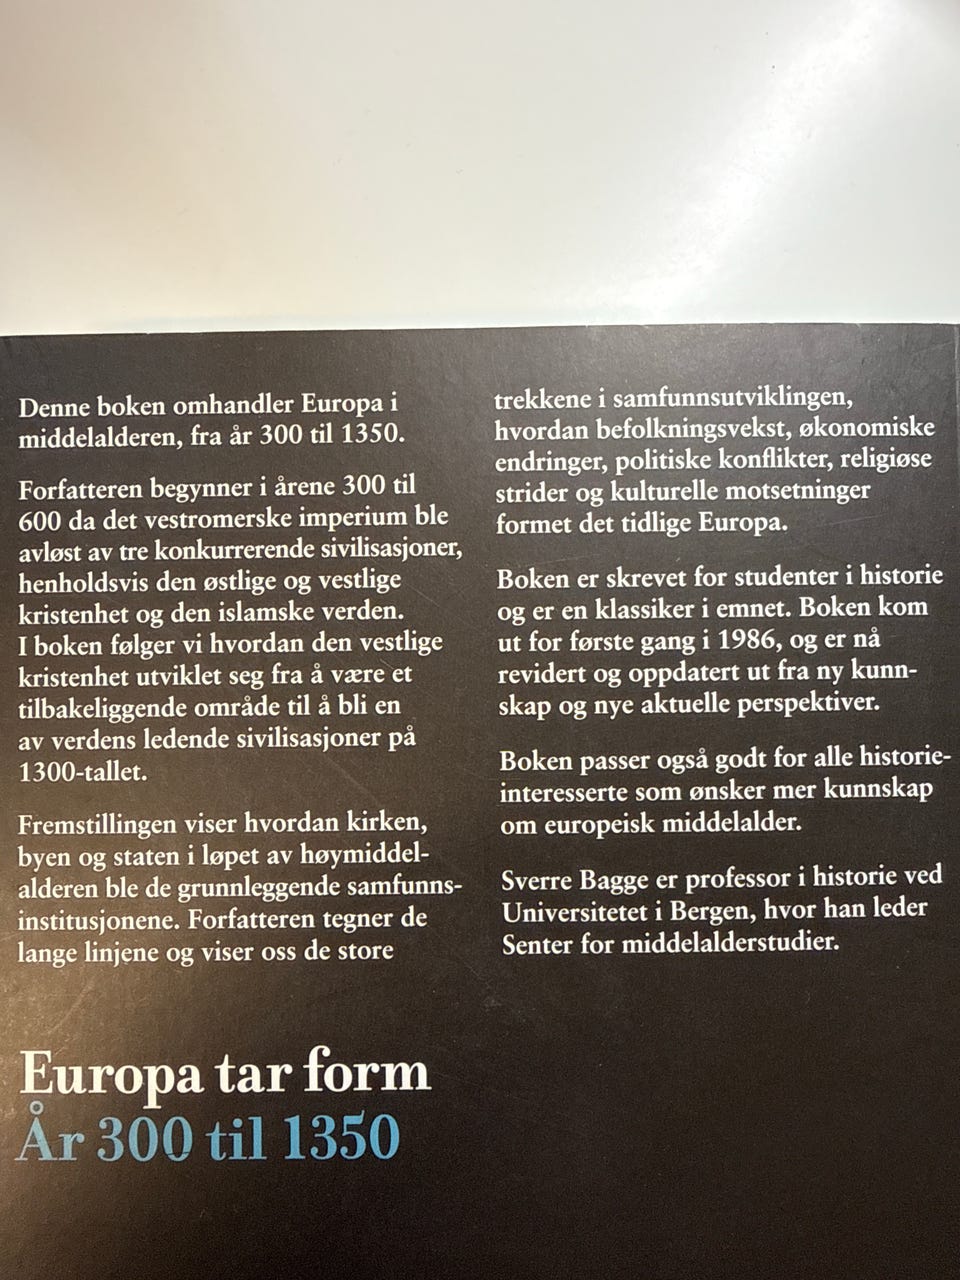 Denne boken omhandler Europa i
middelalderen, fra år 300 til 1350.
Forfatteren begynner i årene 300 til
600 da det vestromerske imperium ble
avløst av tre konkurrerende sivilisasjoner,
henholdsvis den østlige og vestlige
kristenhet og den islamske verden.
I boken følger vi hvordan den vestlige
kristenhet utviklet seg fra å være et
tilbakeliggende område til å bli en
av verdens ledende sivilisasjoner på
1300-tallet.
Fremstillingen viser hvordan kirken,
byen og staten i løpet av høymiddel-
alderen ble de grunnleggende samfunns-
institusjonene. Forfatteren tegner de
lange linjene og viser oss de store
trekkene i samfunnsutviklingen,
hvordan befolkningsvekst, økonomiske
endringer, politiske konflikter, religiøse
strider og kulturelle motsetninger
formet det tidlige Europa.
Boken er skrevet for studenter i historie
og er en klassiker i emnet. Boken kom
ut for første gang i 1986, og er nå
revidert og oppdatert ut fra ny kunn-
skap og nye aktuelle perspektiver.
Boken passer også godt for alle historie-
interesserte som ønsker mer kunnskap
om europeisk middelalder.
Sverre Bagge er professor i historie ved
Universitetet i Bergen, hvor han leder
Senter for middelalderstudier.
Europa tar form
År 300 til 1350